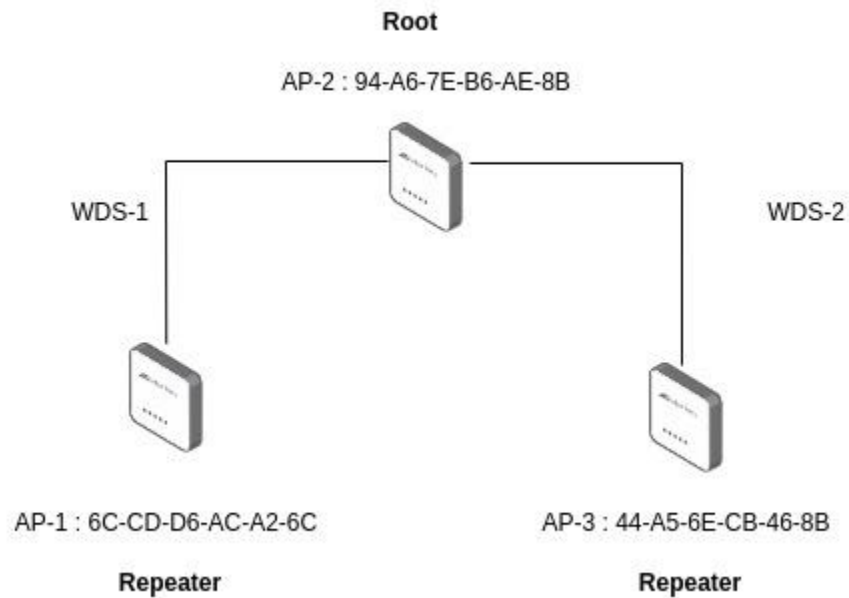 Root
AP-2 : 94-A6-7E-B6-AE-8B
WDS-1
WDS-2
AP-1 : 6C-CD-D6-AC-A2-6C
AP-3 : 44-A5-6E-CB-46-8B
Repeater
Repeater